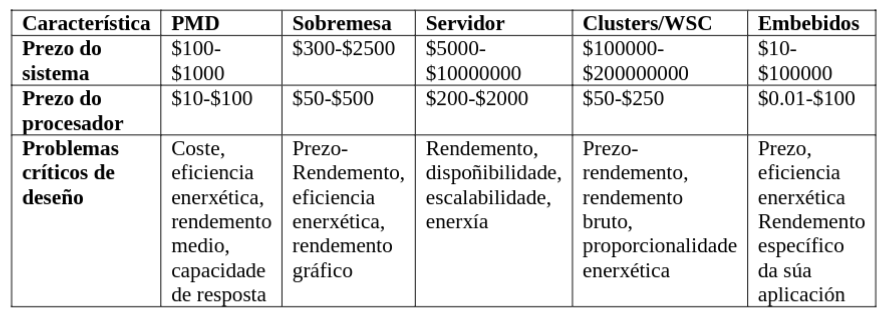 Característica PMD Sobremesa Servidor Clusters/WSC Embebidos
Prezo do sistema $100-$1000 $300-$2500 $5000-$10000000 $100000-$200000000 $10-$100000
Prezo do procesador $10-$100 $50-$500 $200-$2000 $50-$250 $0.01-$100
Problemas críticos de deseño
Coste,
eficiencia
enerxética,
rendemento
medio,
capacidade
de resposta
Prezo-
Rendemento,
eficiencia
enerxética,
rendemento
gráfico
Rendemento,
dispoñibilidade,
escalabilidade,
enerxía
Prezo-
rendemento,
rendemento
bruto,
proporcionalidade
enerxética
Prezo,
eficiencia
enerxética
Rendemento
específico
da súa
aplicación